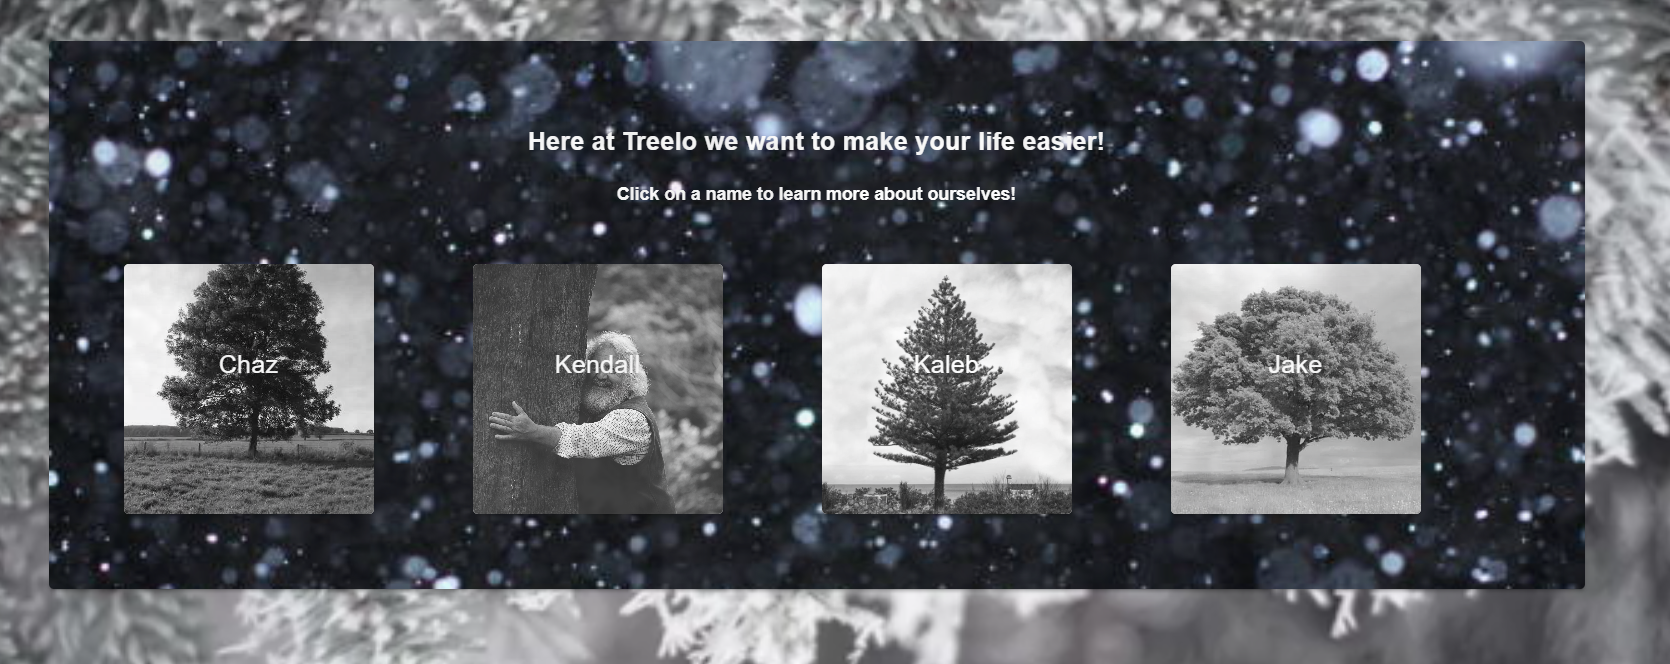 Here at Treelo we want to make your life easier!
Click on a name to learn more about ourselves!
Chaz
Kendall
Kaleb
Jake